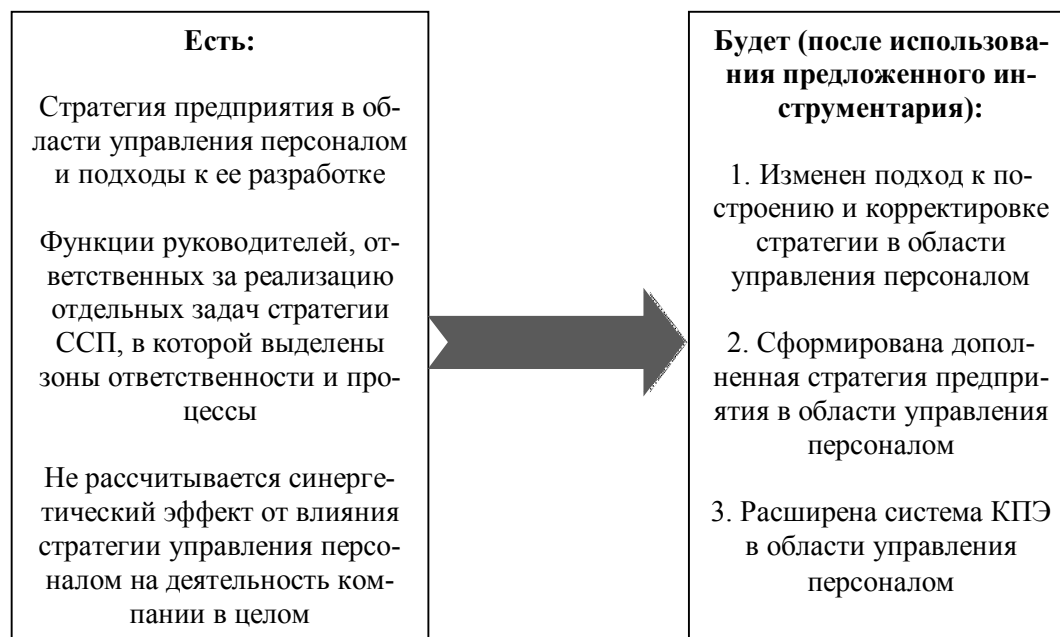 Есть:
Стратегия предприятия в об-
ласти управления персоналом
и подходы к ее разработке
Функции руководителей, от-
ветственных за реализацию
отдельных задач стратегии
ССП, в которой выделены
зоны ответственности и про-
цессы
Не рассчитывается синерге-
тический эффект от влияния
стратегии управления персо-
налом на деятельность ком-
пании в целом
Будет (после использова-
ния предложенного ин-
струментария):
1. Изменен подход к по-
строению и корректировке
стратегии в области
управления персоналом
2. Сформирована допол-
ненная стратегия предпри-
ятия в области управления
персоналом
3. Расширена система КПЭ
в области управления
персоналом